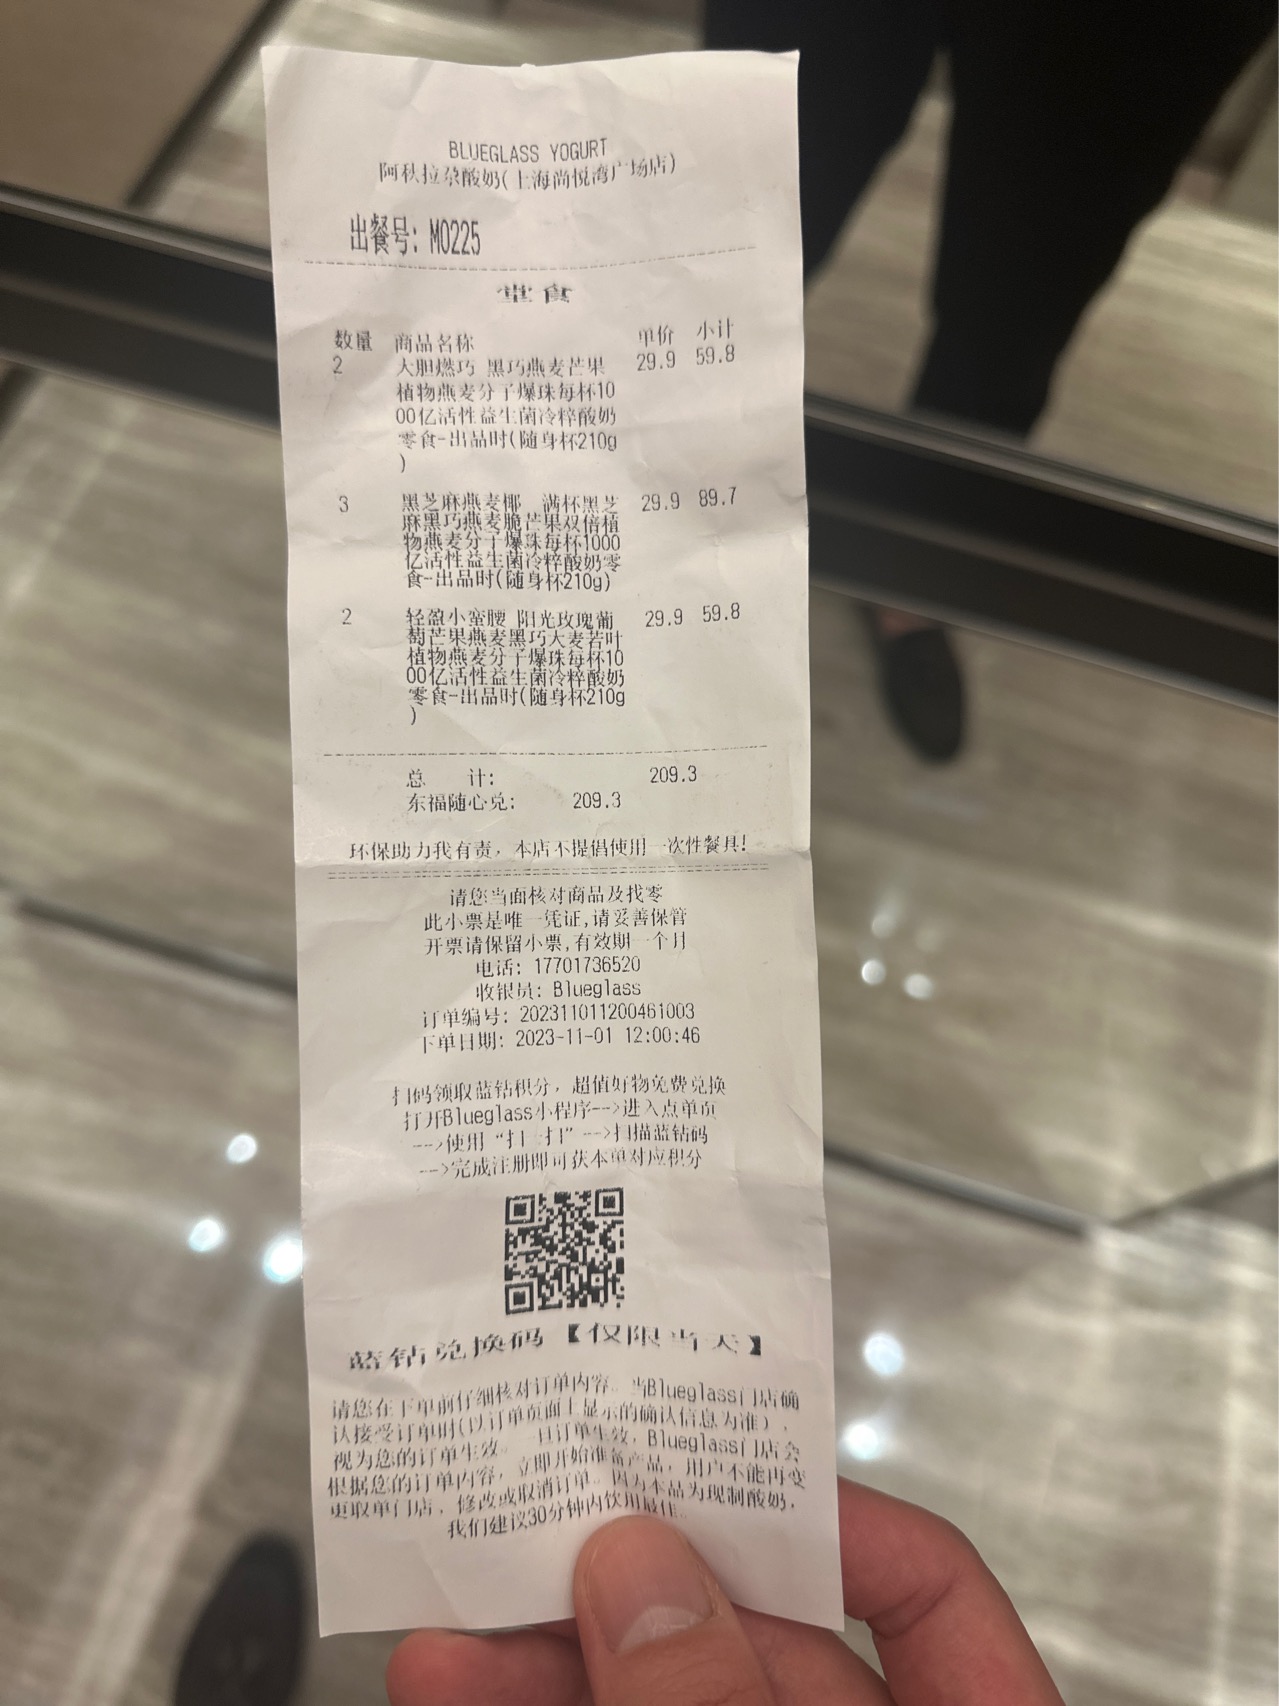 BLUEGLASS YOGURT
阿秋拉尕酸奶(上海尚悦湾广场店)
出餐号: M0225
堂食
数量 商品名称 单价 小计
2 大胆燃巧 黑巧燕麦芒果 29.9 59.8
植物燕麦分子爆珠每杯10
00亿活性益生菌冷粹酸奶
零食-出品时(随身杯210g
)
3 黑芝麻燕麦椰 满杯黑芝 29.9 89.7
麻黑巧燕麦脆芒果双倍植
物燕麦分子爆珠每杯1000
亿活性益生菌冷粹酸奶零
食-出品时(随身杯210g)
2 轻盈小蛮腰 阳光玫瑰葡 29.9 59.8
萄芒果燕麦黑巧大麦若叶
植物燕麦分子爆珠每杯10
00亿活性益生菌冷粹酸奶
零食-出品时(随身杯210g
)
总 计: 209.3
东福随心兑: 209.3
环保助力我有责，本店不提倡使用一次性餐具!
请您当面核对商品及找零
此小票是唯一凭证,请妥善保管
开票请保留小票,有效期一个月
电话: 17701736520
收银员: Blueglass
订单编号: 202311011200461003
下单日期: 2023-11-01 12:00:46
扫码领取蓝钻积分，超值好物免费兑换
打开Blueglass小程序-->进入点单页
-->使用“扫一扫”-->扫描蓝钻码
-->完成注册即可获本单对应积分
蓝钻兑换码【仅限当天】
请您在下单前仔细核对订单内容。当Blueglass门店确
认接受订单时(以订单页面上显示的确认信息为准)，
视为您的订单生效。一旦订单生效，Blueglass门店会
根据您的订单内容，立即开始准备产品，用户不能再变
更取单门店，修改或取消订单。因为本品为现制酸奶，
我们建议30分钟内饮用最佳。